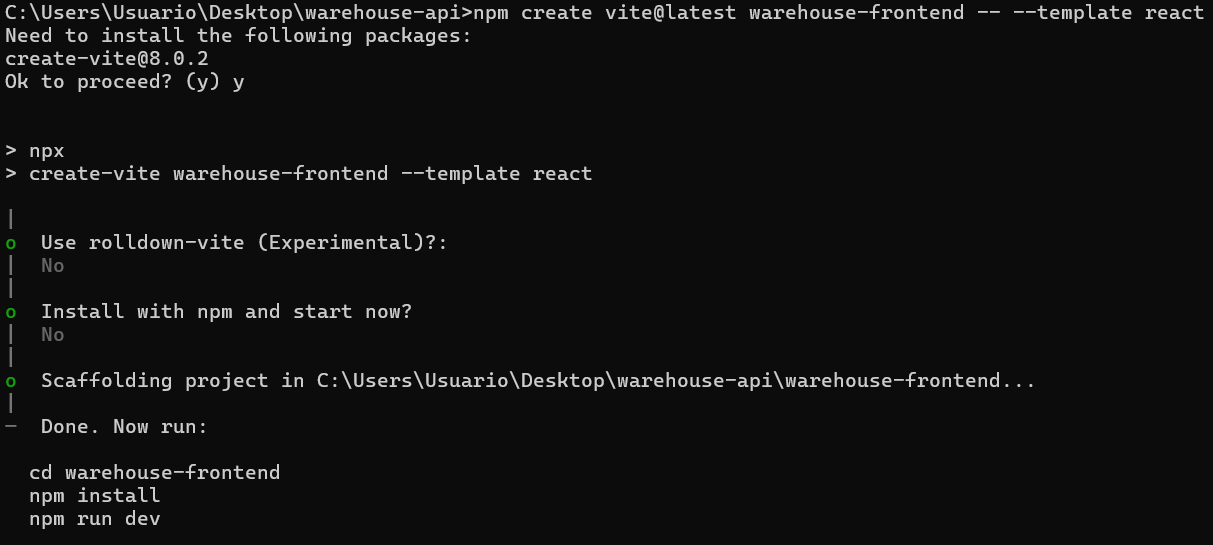 C:\Users\Usuario\Desktop\warehouse-api>npm create vite@latest warehouse-frontend -- --template react
Need to install the following packages:
create-vite@8.0.2
Ok to proceed? (y) y
> npx
> create-vite warehouse-frontend --template react
|
o  Use rolldown-vite (Experimental)?:
|  No
|
o  Install with npm and start now?
|  No
|
o  Scaffolding project in C:\Users\Usuario\Desktop\warehouse-api\warehouse-frontend...
|
—  Done. Now run:
cd warehouse-frontend
npm install
npm run dev